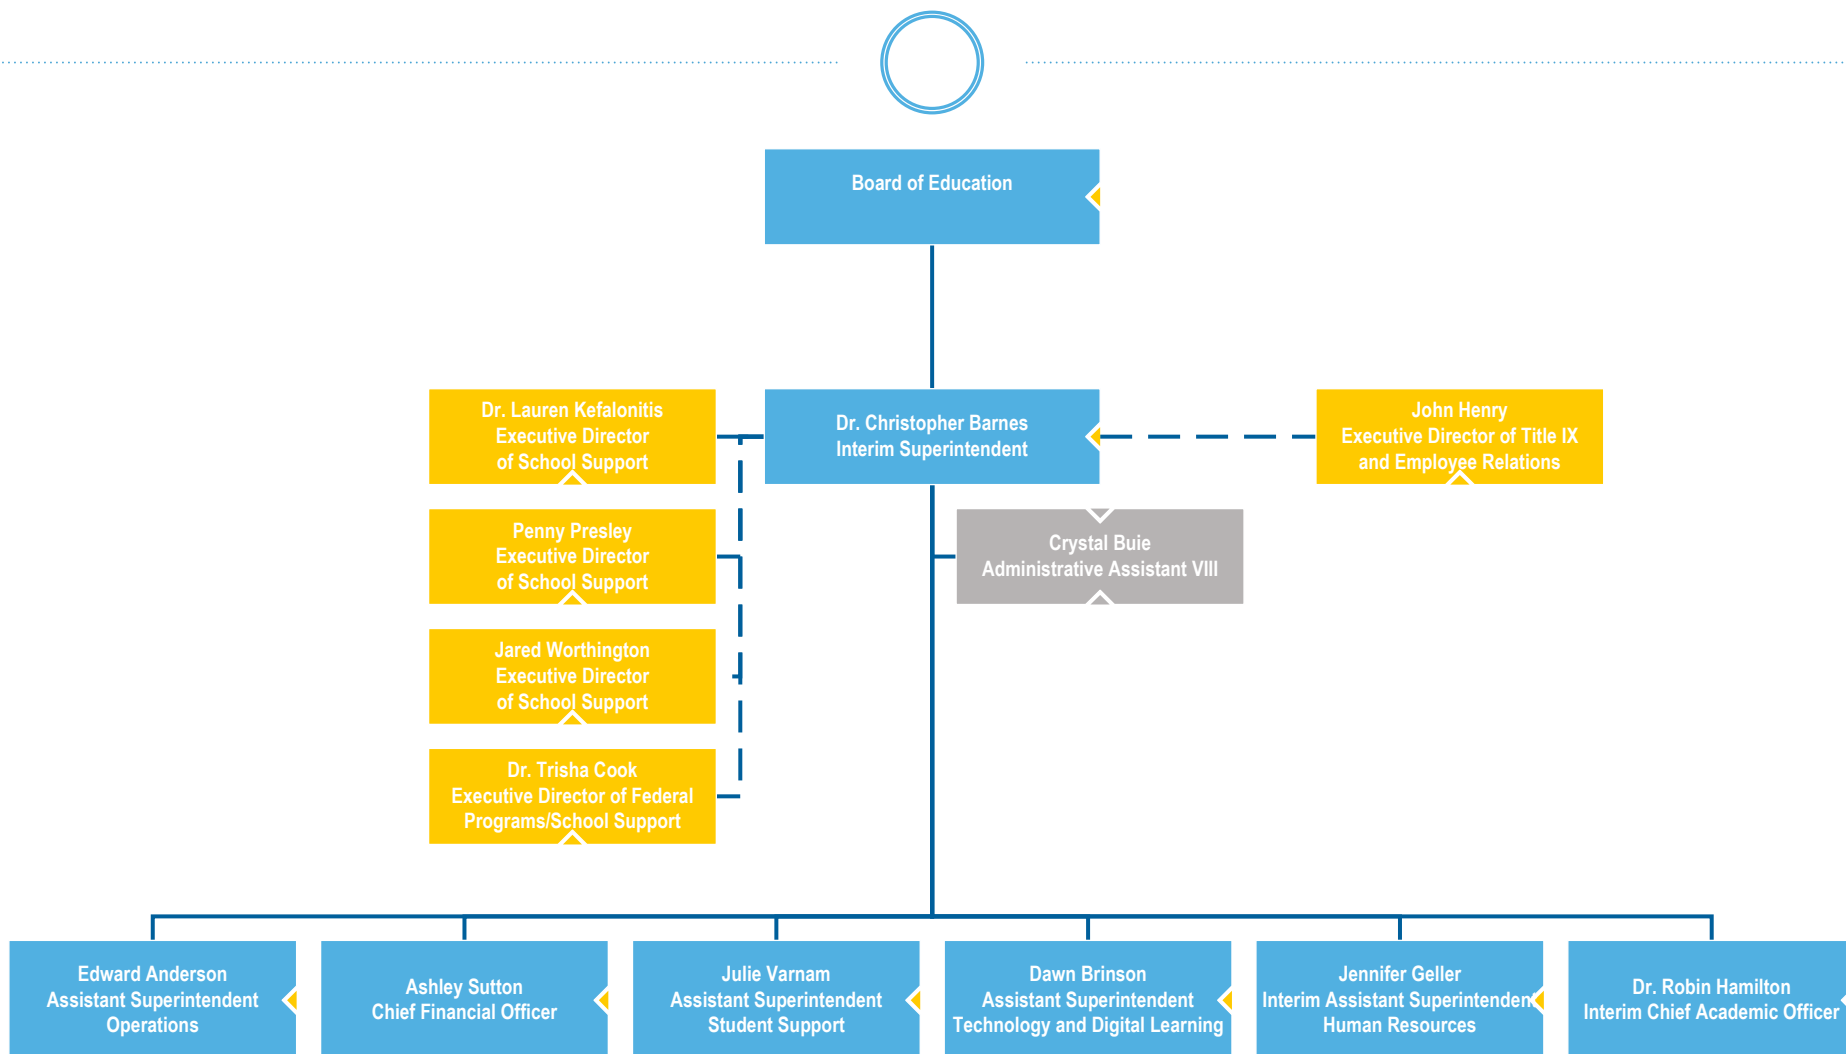 Board of Education
Dr. Lauren Kefalonitis
Executive Director
of School Support
Dr. Christopher Barnes
Interim Superintendent
John Henry
Executive Director of Title IX
and Employee Relations
Penny Presley
Executive Director
of School Support
Crystal Buie
Administrative Assistant VIII
Jared Worthington
Executive Director
of School Support
Dr. Trisha Cook
Executive Director of Federal
Programs/School Support
Edward Anderson
Assistant Superintendent
Operations
Ashley Sutton
Chief Financial Officer
Julie Varnam
Assistant Superintendent
Student Support
Dawn Brinson
Assistant Superintendent
Technology and Digital Learning
Jennifer Geller
Interim Assistant Superintendent
Human Resources
Dr. Robin Hamilton
Interim Chief Academic Officer